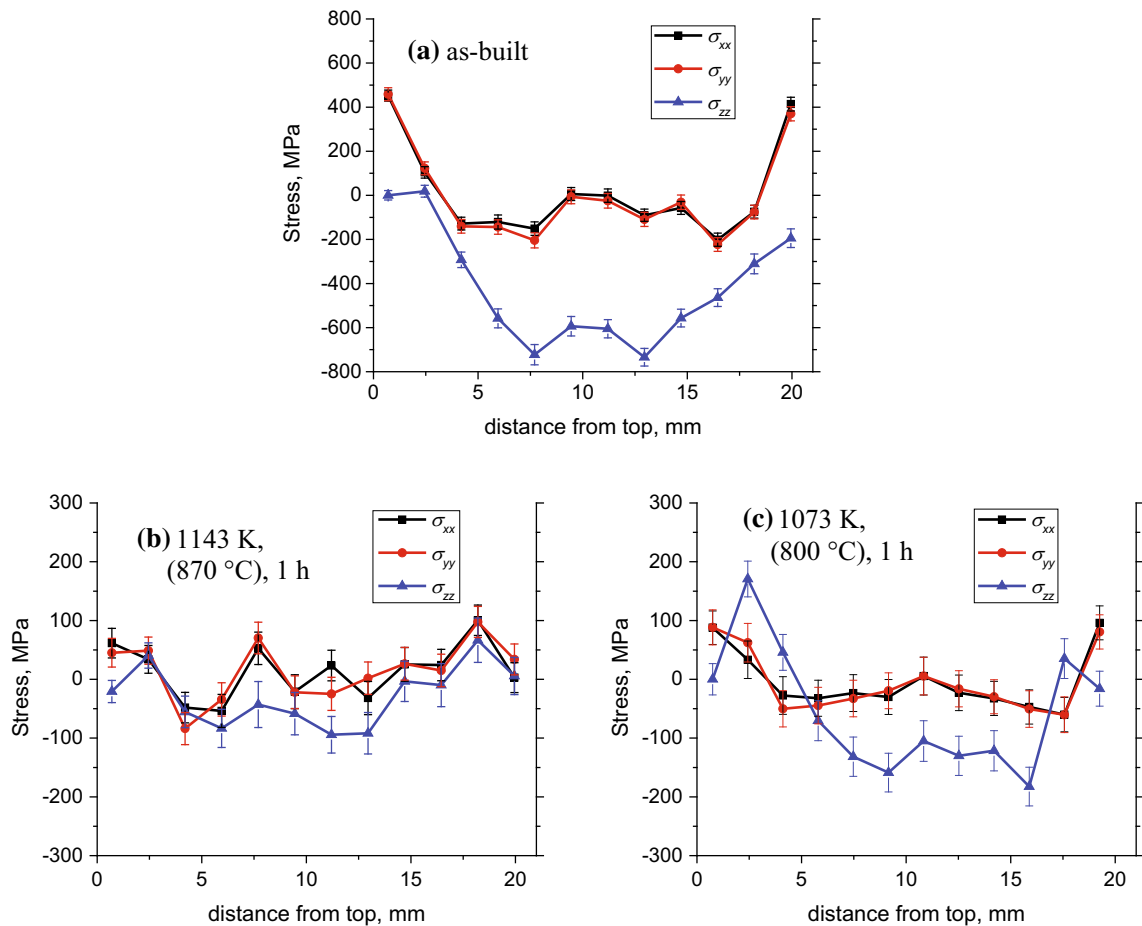 (a) as-built
σxx
σyy
σzz
Stress, MPa
800
600
400
200
0
-200
-400
-600
-800
0 5 10 15 20
distance from top, mm
(b) 1143 K,
(870 °C), 1 h
σxx
σyy
σzz
Stress, MPa
300
200
100
0
-100
-200
-300
0 5 10 15 20
distance from top, mm
(c) 1073 K,
(800 °C), 1 h
σxx
σyy
σzz
Stress, MPa
300
200
100
0
-100
-200
-300
0 5 10 15 20
distance from top, mm